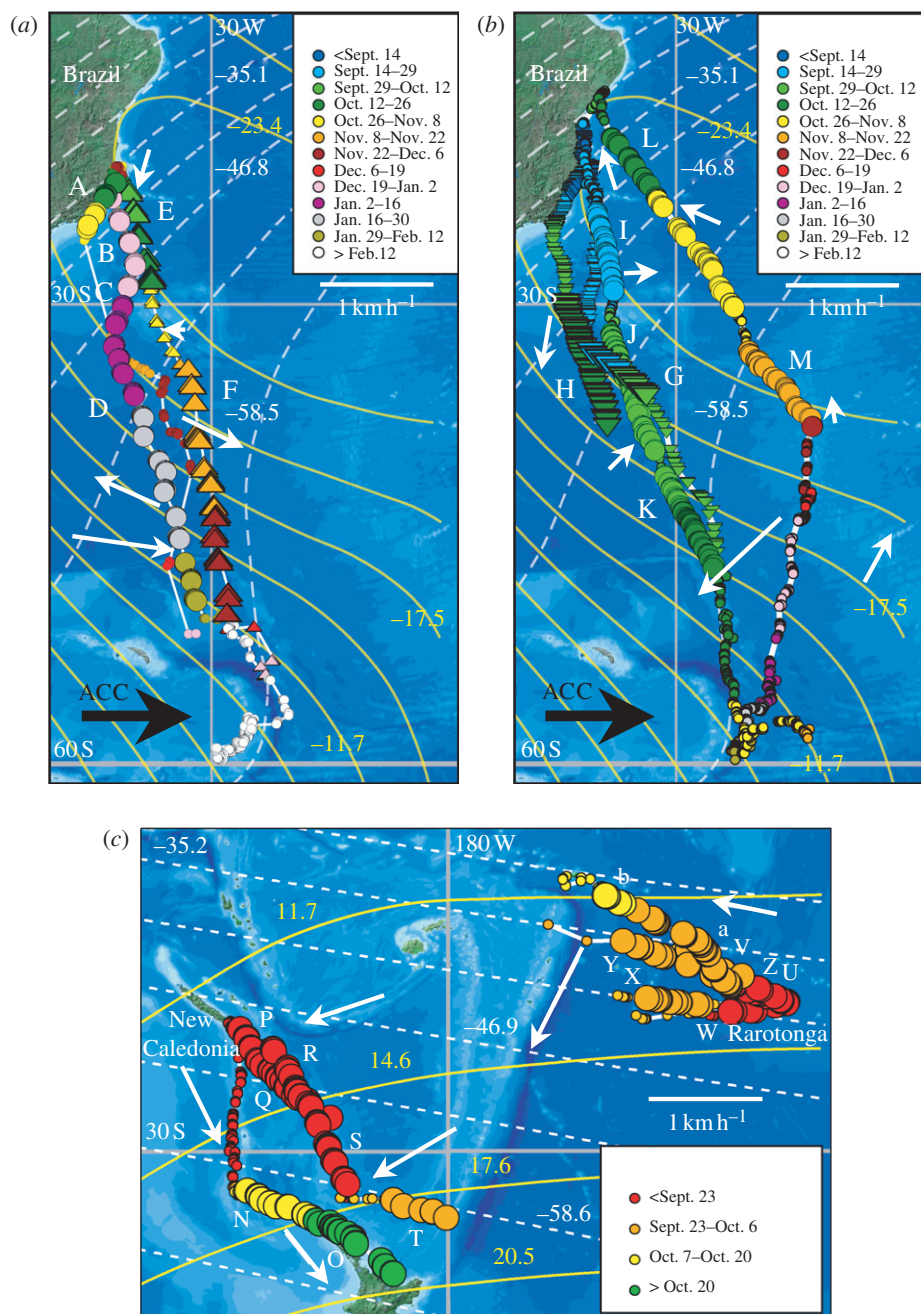 (a)
30 W
Brazil
–35.1
–23.4
–46.8
<Sept. 14
Sept. 14–29
Sept. 29–Oct. 12
Oct. 12–26
Oct. 26–Nov. 8
Nov. 8–Nov. 22
Nov. 22–Dec. 6
Dec. 6–19
Dec. 19–Jan. 2
Jan. 2–16
Jan. 16–30
Jan. 29–Feb. 12
> Feb.12
1 km h–1
A
E
B
C
30 S
F
D
–58.5
–17.5
ACC
–11.7
60 S
(b)
30 W
Brazil
–35.1
–23.4
–46.8
<Sept. 14
Sept. 14–29
Sept. 29–Oct. 12
Oct. 12–26
Oct. 26–Nov. 8
Nov. 8–Nov. 22
Nov. 22–Dec. 6
Dec. 6–19
Dec. 19–Jan. 2
Jan. 2–16
Jan. 16–30
Jan. 29–Feb. 12
> Feb.12
1 km h–1
L
I
30 S
J
M
G
H
–58.5
K
–17.5
ACC
–11.7
60 S
(c)
–35.2
180 W
11.7
b
a
V
Y
X
Z U
W Rarotonga
New
Caledonia
P
R
Q
–46.9
14.6
1 km h–1
30 S
S
17.6
–58.6
N
T
O
20.5
<Sept. 23
Sept. 23–Oct. 6
Oct. 7–Oct. 20
> Oct. 20